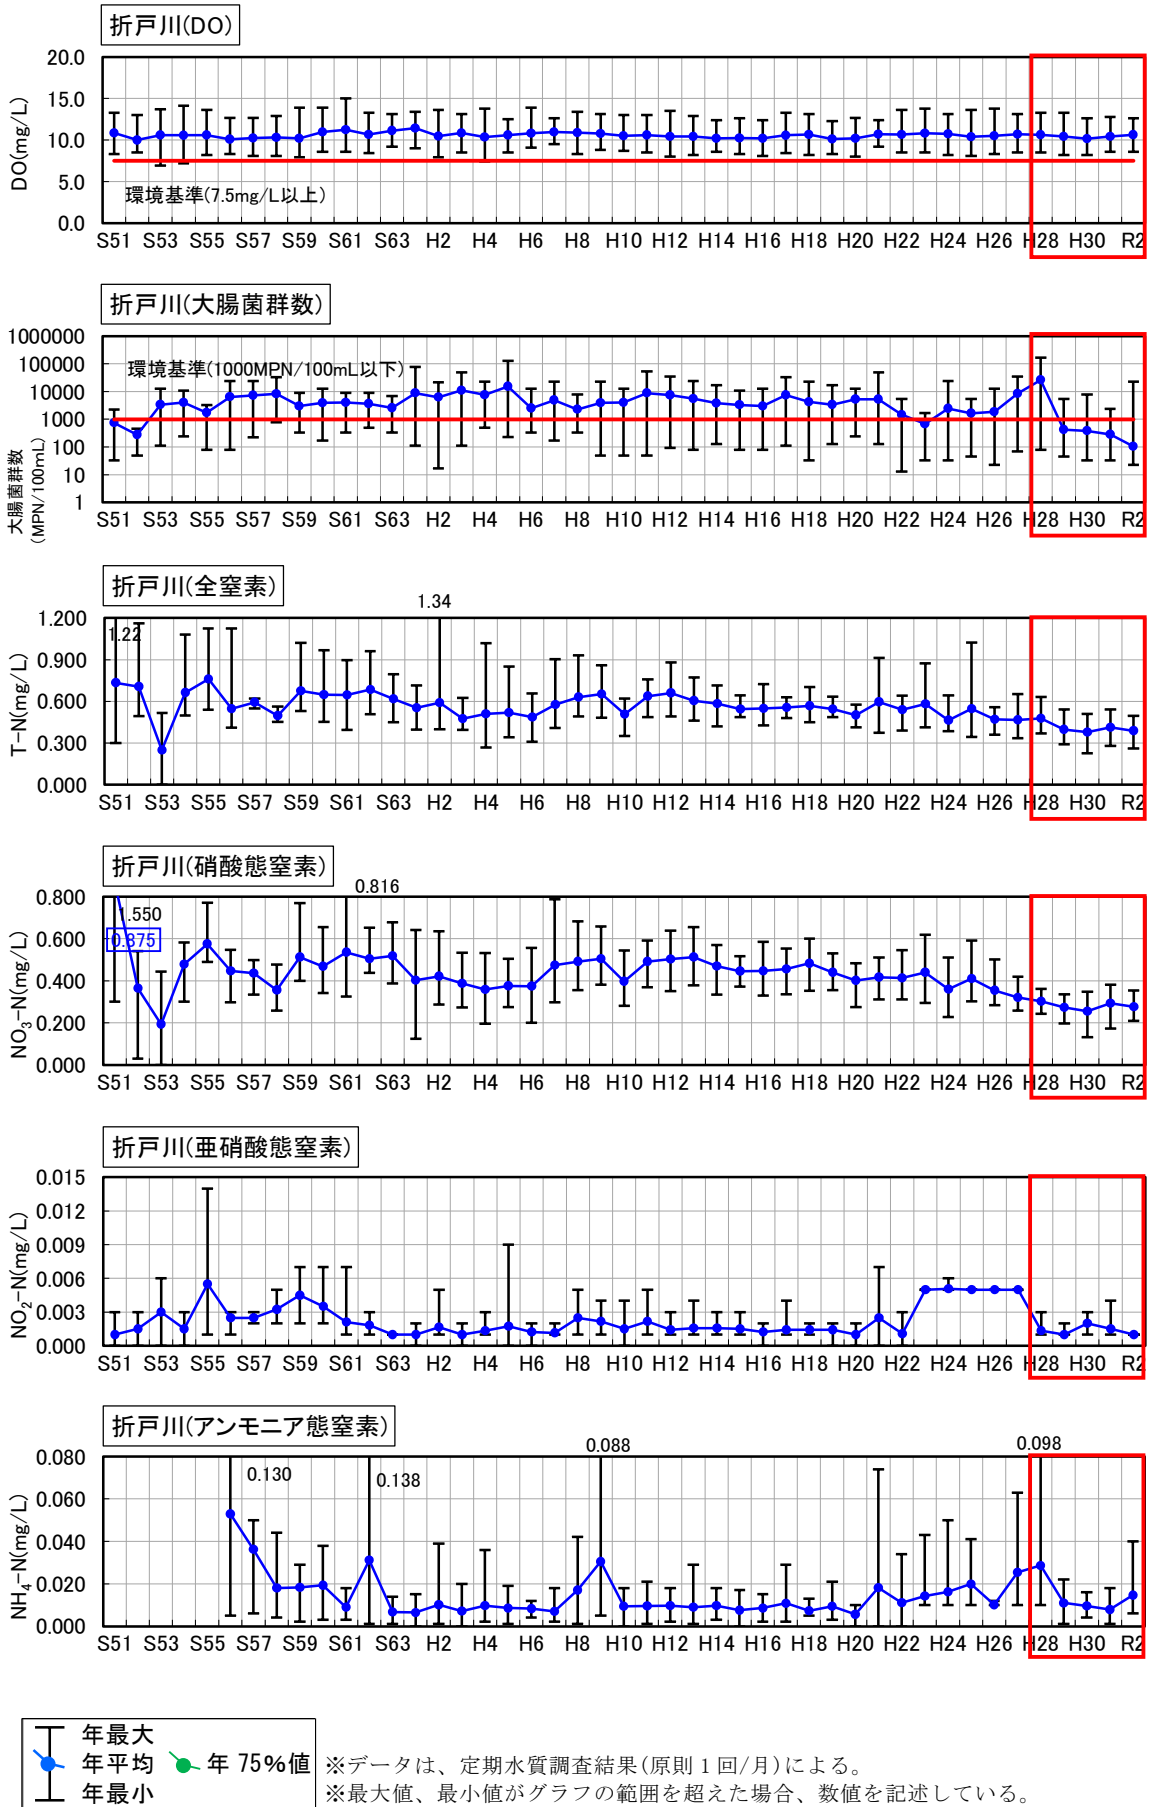 折戸川(DO)
DO(mg/L)
20.0
15.0
10.0
5.0
0.0
環境基準(7.5mg/L以上)
S51 S53 S55 S57 S59 S61 S63 H2 H4 H6 H8 H10 H12 H14 H16 H18 H20 H22 H24 H26 H28 H30 R2
折戸川(大腸菌群数)
大腸菌群数
(MPN/100mL)
1000000
100000
10000
1000
100
10
1
環境基準(1000MPN/100mL以下)
S51 S53 S55 S57 S59 S61 S63 H2 H4 H6 H8 H10 H12 H14 H16 H18 H20 H22 H24 H26 H28 H30 R2
折戸川(全窒素)
1.34
T-N(mg/L)
1.200
0.900
0.600
0.300
0.000
1.22
S51 S53 S55 S57 S59 S61 S63 H2 H4 H6 H8 H10 H12 H14 H16 H18 H20 H22 H24 H26 H28 H30 R2
折戸川(硝酸態窒素)
0.816
NO₃-N(mg/L)
0.800
0.600
0.400
0.200
0.000
1.550
0.875
S51 S53 S55 S57 S59 S61 S63 H2 H4 H6 H8 H10 H12 H14 H16 H18 H20 H22 H24 H26 H28 H30 R2
折戸川(亜硝酸態窒素)
NO₂-N(mg/L)
0.015
0.012
0.009
0.006
0.003
0.000
S51 S53 S55 S57 S59 S61 S63 H2 H4 H6 H8 H10 H12 H14 H16 H18 H20 H22 H24 H26 H28 H30 R2
折戸川(アンモニア態窒素)
0.088
0.098
NH₄-N(mg/L)
0.080
0.060
0.040
0.020
0.000
0.130
0.138
S51 S53 S55 S57 S59 S61 S63 H2 H4 H6 H8 H10 H12 H14 H16 H18 H20 H22 H24 H26 H28 H30 R2
年最大
年平均 年 75%値
年最小
※データは、定期水質調査結果(原則１回/月)による。
※最大値、最小値がグラフの範囲を超えた場合、数値を記述している。